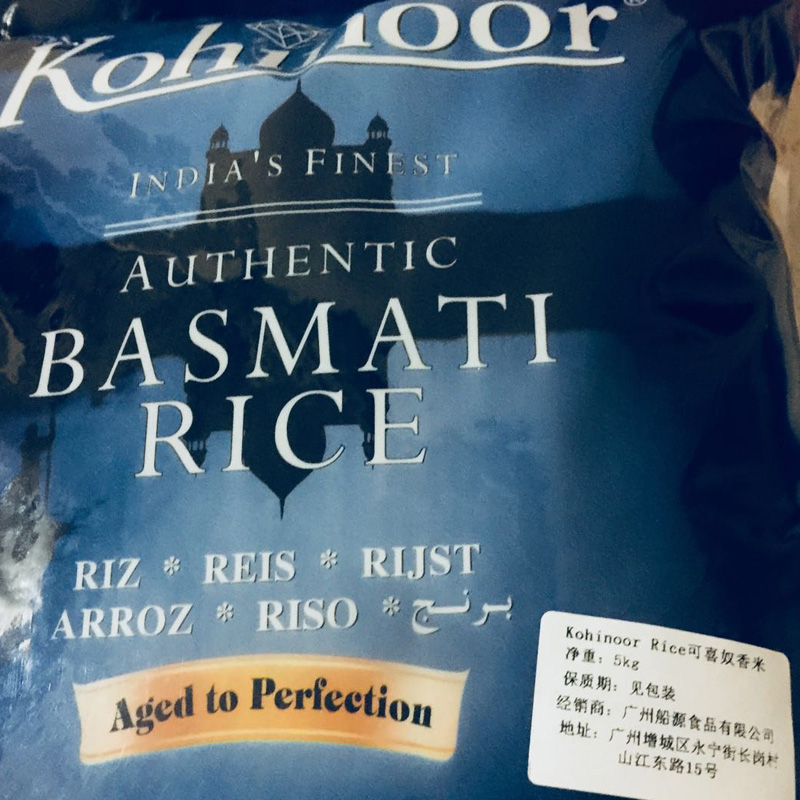 Kohinoor®
INDIA'S FINEST
AUTHENTIC
BASMATI
RICE
RIZ * REIS * RIJST
ARROZ * RISO * برنج
Aged to Perfection
Kohinoor Rice可喜奴香米
净重: 5kg
保质期: 见包装
经销商: 广州船源食品有限公司
地址: 广州增城区永宁街长岗村
山江东路15号